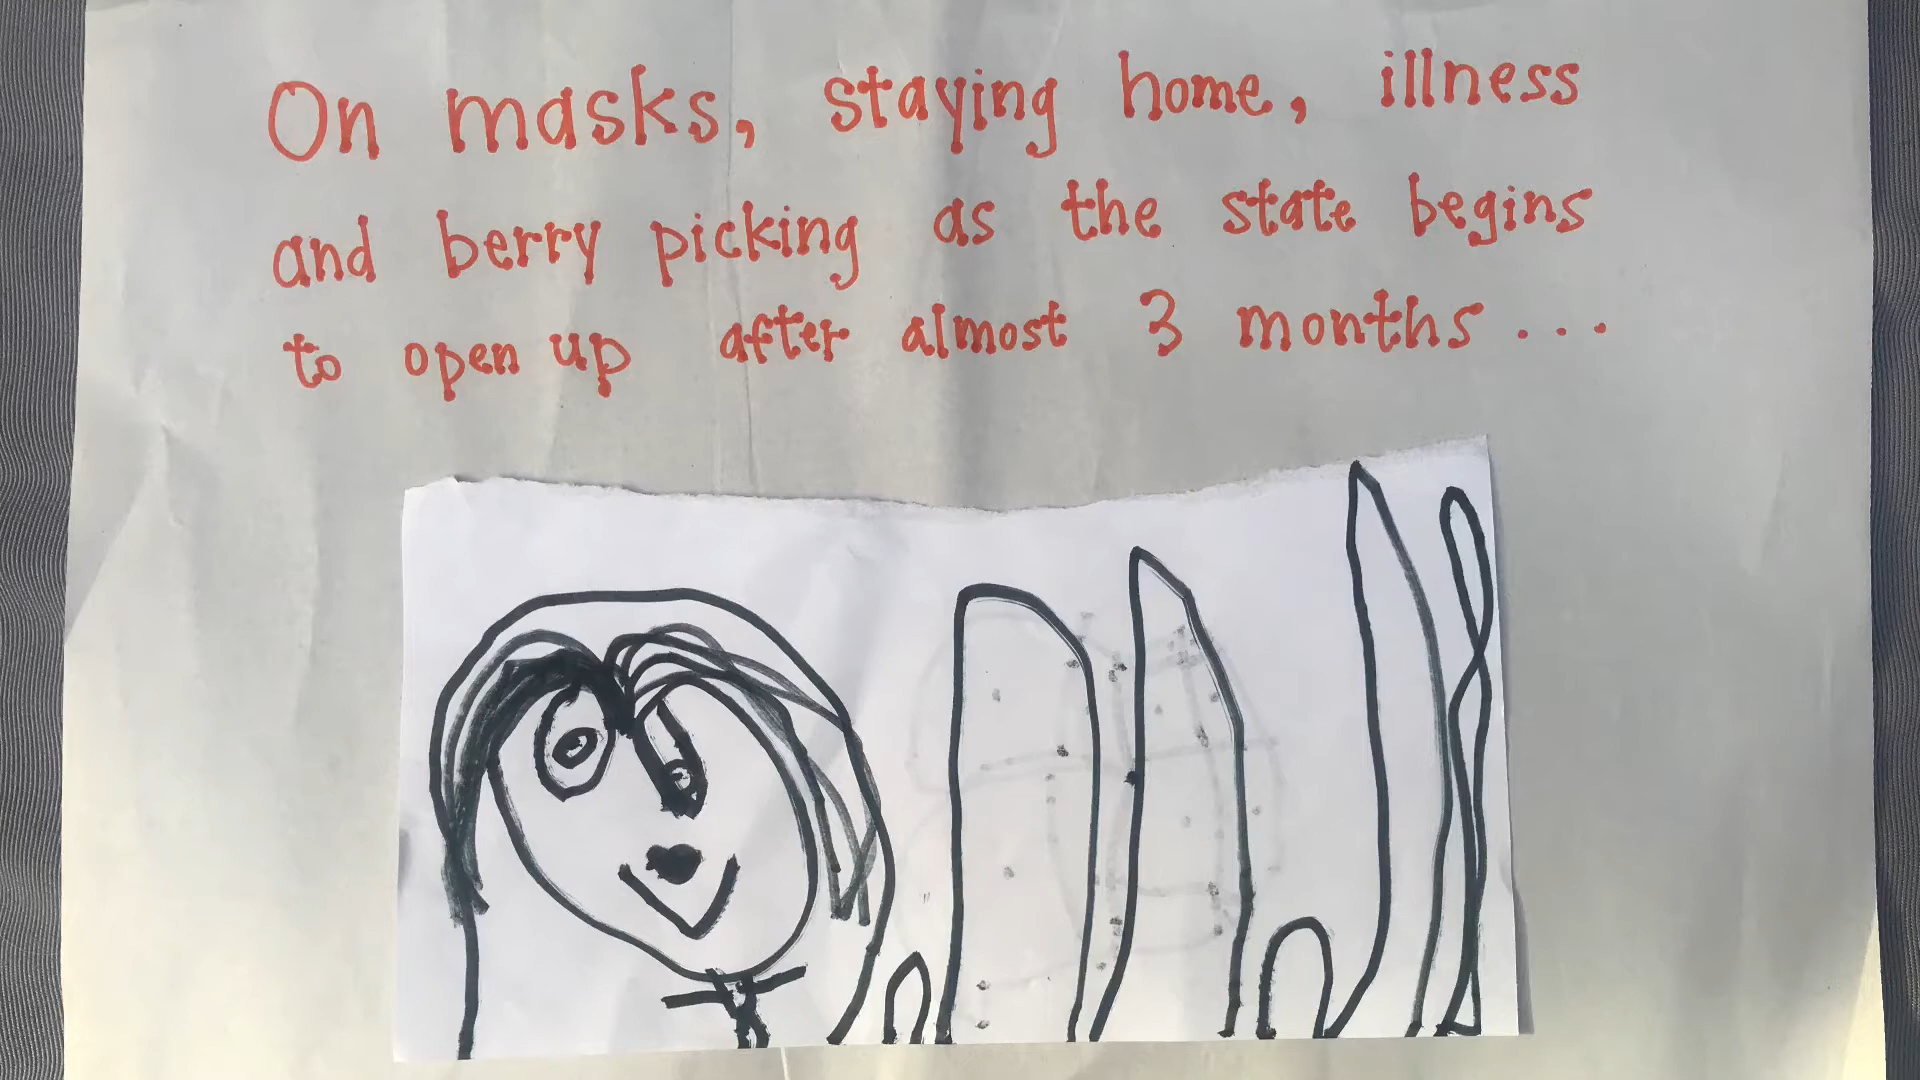 On masks, staying home, illness
and berry picking as the state begins
to open up after almost 3 months...